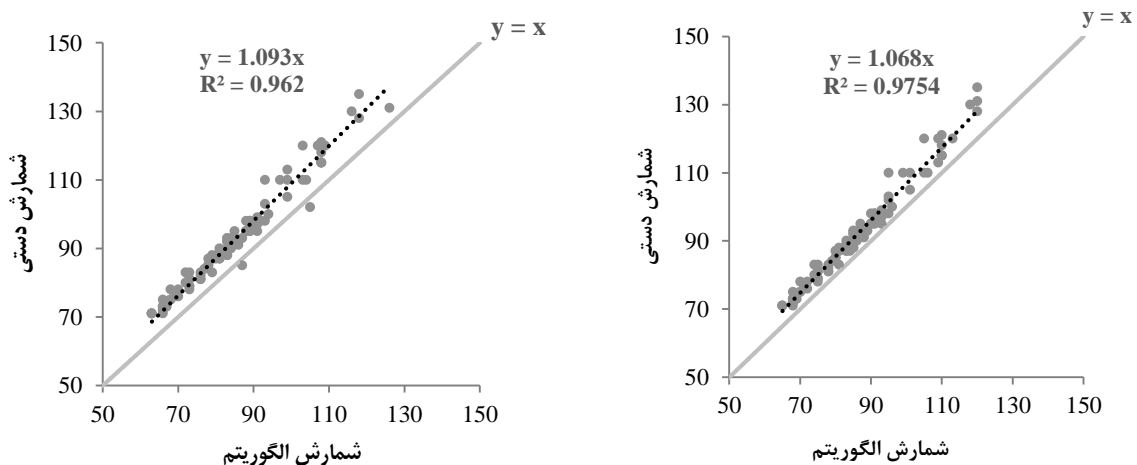 y = x
150
y = 1.093x
R² = 0.962
130
110
90
70
50
شمارش دستی
50
70
90
110
130
150
شمارش الگوریتم
y = x
150
y = 1.068x
R² = 0.9754
130
110
90
70
50
شمارش دستی
50
70
90
110
130
150
شمارش الگوریتم